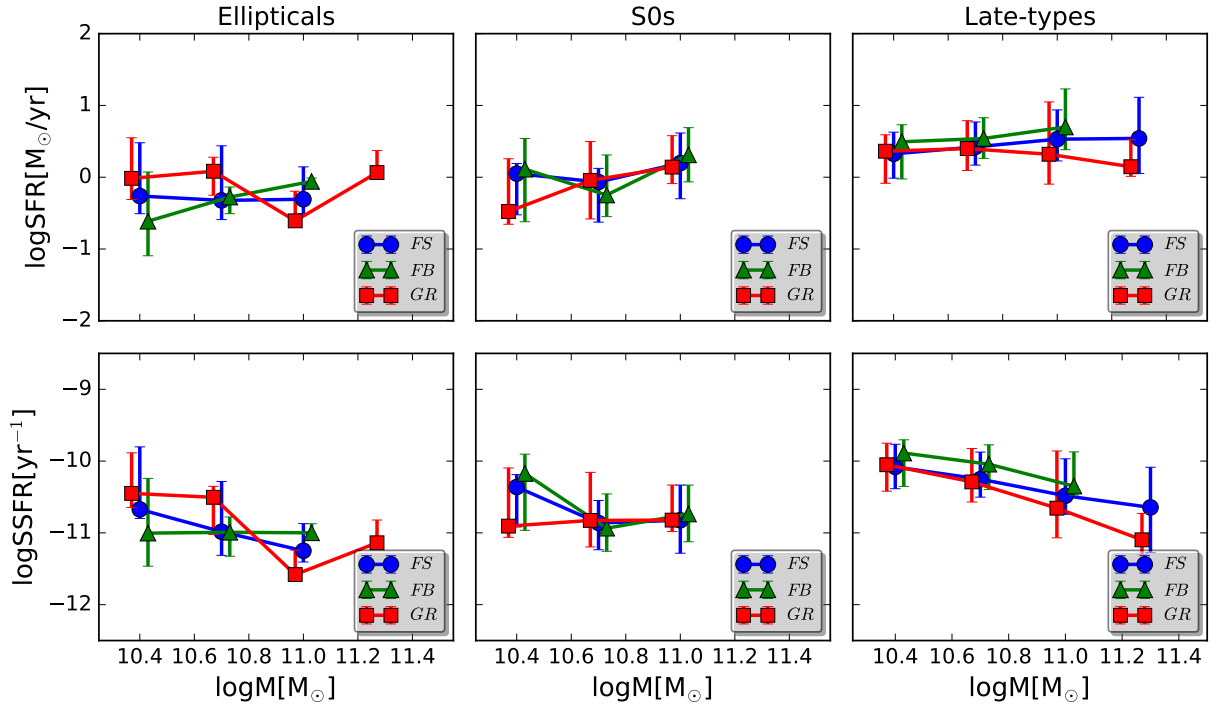 Ellipticals S0s Late-types
logSFR[M⊙/yr]
2
1
0
−1
−2
FS FS FS
FB FB FB
GR GR GR
logSSFR[yr⁻¹]
−9
−10
−11
−12
FS FS FS
FB FB FB
GR GR GR
10.4 10.6 10.8 11.0 11.2 11.4 10.4 10.6 10.8 11.0 11.2 11.4 10.4 10.6 10.8 11.0 11.2 11.4
logM[M⊙] logM[M⊙] logM[M⊙]